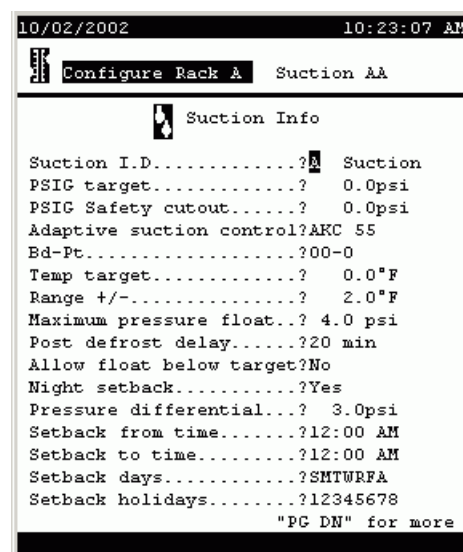 10/02/2002 10:23:07 AM
Configure Rack A Suction AA
Suction Info
Suction I.D.............?A Suction
PSIG target.............? 0.0psi
PSIG Safety cutout......? 0.0psi
Adaptive suction control?AKC 55
Bd-Pt...................?00-0
Temp target.............? 0.0°F
Range +/-...............? 2.0°F
Maximum pressure float..? 4.0 psi
Post defrost delay......?20 min
Allow float below target?No
Night setback...........?Yes
Pressure differential...? 3.0psi
Setback from time.......?12:00 AM
Setback to time.........?12:00 AM
Setback days............?SMTWRFA
Setback holidays........?12345678
"PG DN" for more